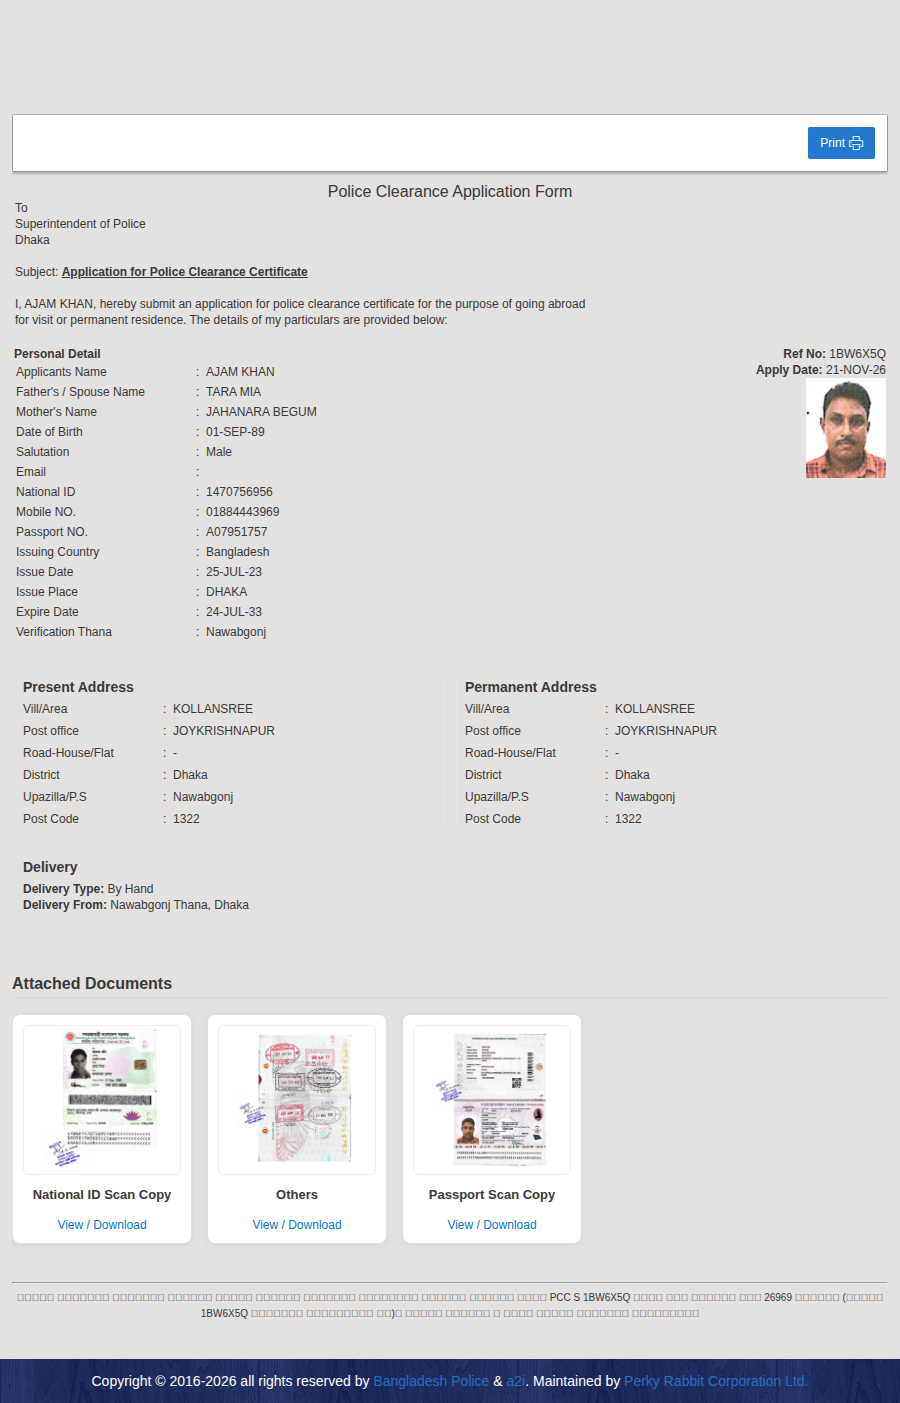 Print
Police Clearance Application Form
To
Superintendent of Police
Dhaka
Subject: Application for Police Clearance Certificate
I, AJAM KHAN, hereby submit an application for police clearance certificate for the purpose of going abroad
for visit or permanent residence. The details of my particulars are provided below:
Ref No: 1BW6X5Q
Apply Date: 21-NOV-26
Personal Detail
Applicants Name : AJAM KHAN
Father's / Spouse Name : TARA MIA
Mother's Name : JAHANARA BEGUM
Date of Birth : 01-SEP-89
Salutation : Male
Email :
National ID : 1470756956
Mobile NO. : 01884443969
Passport NO. : A07951757
Issuing Country : Bangladesh
Issue Date : 25-JUL-23
Issue Place : DHAKA
Expire Date : 24-JUL-33
Verification Thana : Nawabgonj
Present Address
Vill/Area : KOLLANSREE
Post office : JOYKRISHNAPUR
Road-House/Flat : -
District : Dhaka
Upazilla/P.S : Nawabgonj
Post Code : 1322
Permanent Address
Vill/Area : KOLLANSREE
Post office : JOYKRISHNAPUR
Road-House/Flat : -
District : Dhaka
Upazilla/P.S : Nawabgonj
Post Code : 1322
Delivery
Delivery Type: By Hand
Delivery From: Nawabgonj Thana, Dhaka
Attached Documents
National ID Scan Copy
View / Download
Others
View / Download
Passport Scan Copy
View / Download
PCC S 1BW6X5Q 26969 (
1BW6X5Q )
Copyright © 2016-2026 all rights reserved by Bangladesh Police & a2i. Maintained by Perky Rabbit Corporation Ltd.